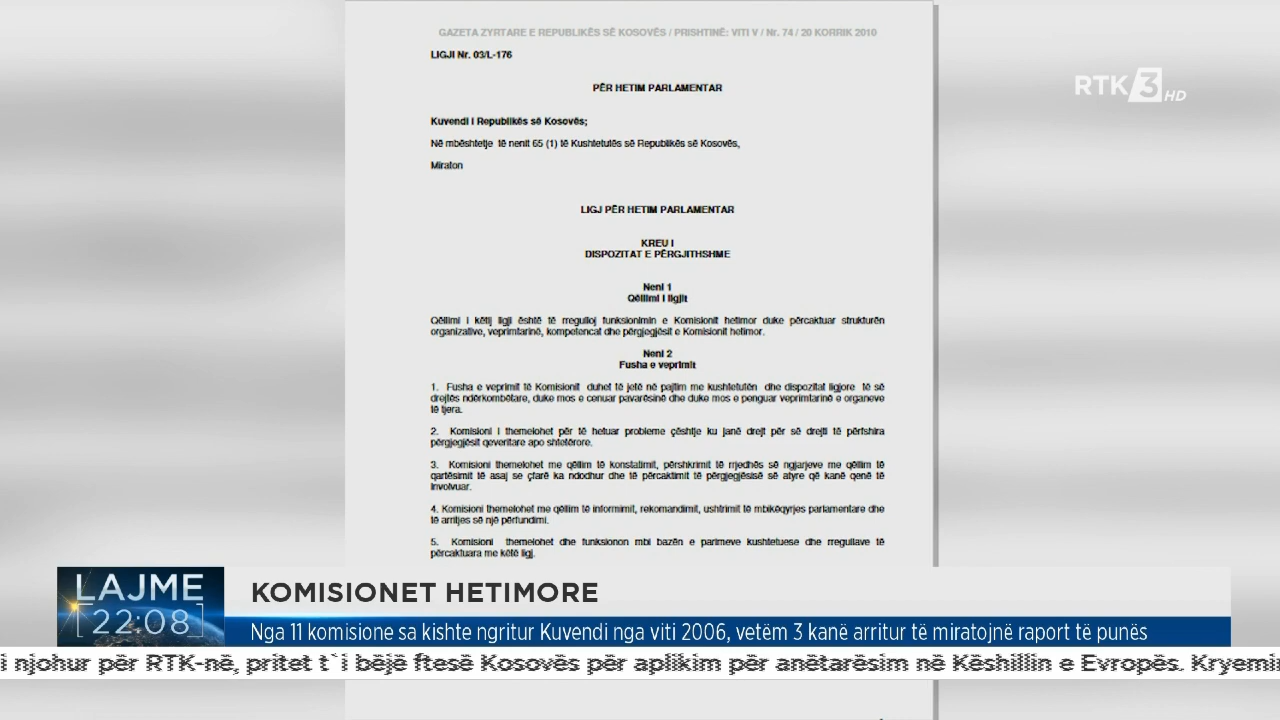 GAZETA ZYRTARE E REPUBLIKËS SË KOSOVËS / PRISHTINË: VITI V / Nr. 74 / 20 KORRIK 2010
LIGJI Nr. 03/L-176
PËR HETIM PARLAMENTAR
Kuvendi i Republikës së Kosovës;
Në mbështetje të nenit 65 (1) të Kushtetutës së Republikës së Kosovës,
Miraton
LIGJ PËR HETIM PARLAMENTAR
KREU I
DISPOZITAT E PËRGJITHSHME
Neni 1
Qëllimi i ligjit
Qëllimi i këtij ligji është të rregulloj funksionimin e Komisionit hetimor duke përcaktuar strukturën
organizative, veprimtarinë, kompetencat dhe përgjegjësit e Komisionit hetimor.
Neni 2
Fusha e veprimit
1. Fusha e veprimit të Komisionit duhet të jetë në pajtim me kushtetutën dhe dispozitat ligjore të së
drejtës ndërkombëtare, duke mos e cenuar pavarësinë dhe duke mos e penguar veprimtarinë e organeve
të tjera.
2. Komisioni i themelohet për të hetuar probleme çështje ku janë drejt për së drejti të përfshira
përgjegjësit qeveritare apo shtetërore.
3. Komisioni themelohet me qëllim të konstatimit, përshkrimit të rrjedhës së ngjarjeve me qëllim të
qartësimit të asaj se çfarë ka ndodhur dhe të përcaktimit të përgjegjësisë së atyre që kanë qenë të
involvuar.
4. Komisioni themelohet me qëllim të informimit, rekomandimit, ushtrimit të mbikëqyrjes parlamentare dhe
të arritjes së një përfundimi.
5. Komisioni themelohet dhe funksionon mbi bazën e parimeve kushtetuese dhe rregullave të
përcaktuara me këtë ligj.
RTK 3 HD
LAJME
22:08
KOMISIONET HETIMORE
Nga 11 komisione sa kishte ngritur Kuvendi nga viti 2006, vetëm 3 kanë arritur të miratojnë raport të punës
i njohur për RTK-në, pritet t`i bëjë ftesë Kosovës për aplikim për anëtarësim në Këshillin e Evropës. Kryemi